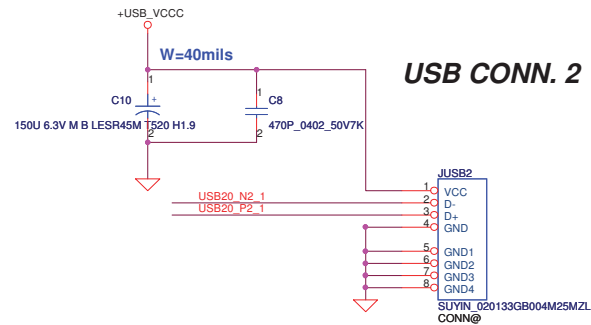 +USB_VCCC
W=40mils
USB CONN. 2
1
C10
+
150U 6.3V M B LESR45M T520 H1.9
2
1
C8
2
470P_0402_50V7K
JUSB2
1 VCC
USB20_N2_1 2 D-
USB20_P2_1 3 D+
4 GND
5 GND1
6 GND2
7 GND3
8 GND4
SUYIN_020133GB004M25MZL
CONN@